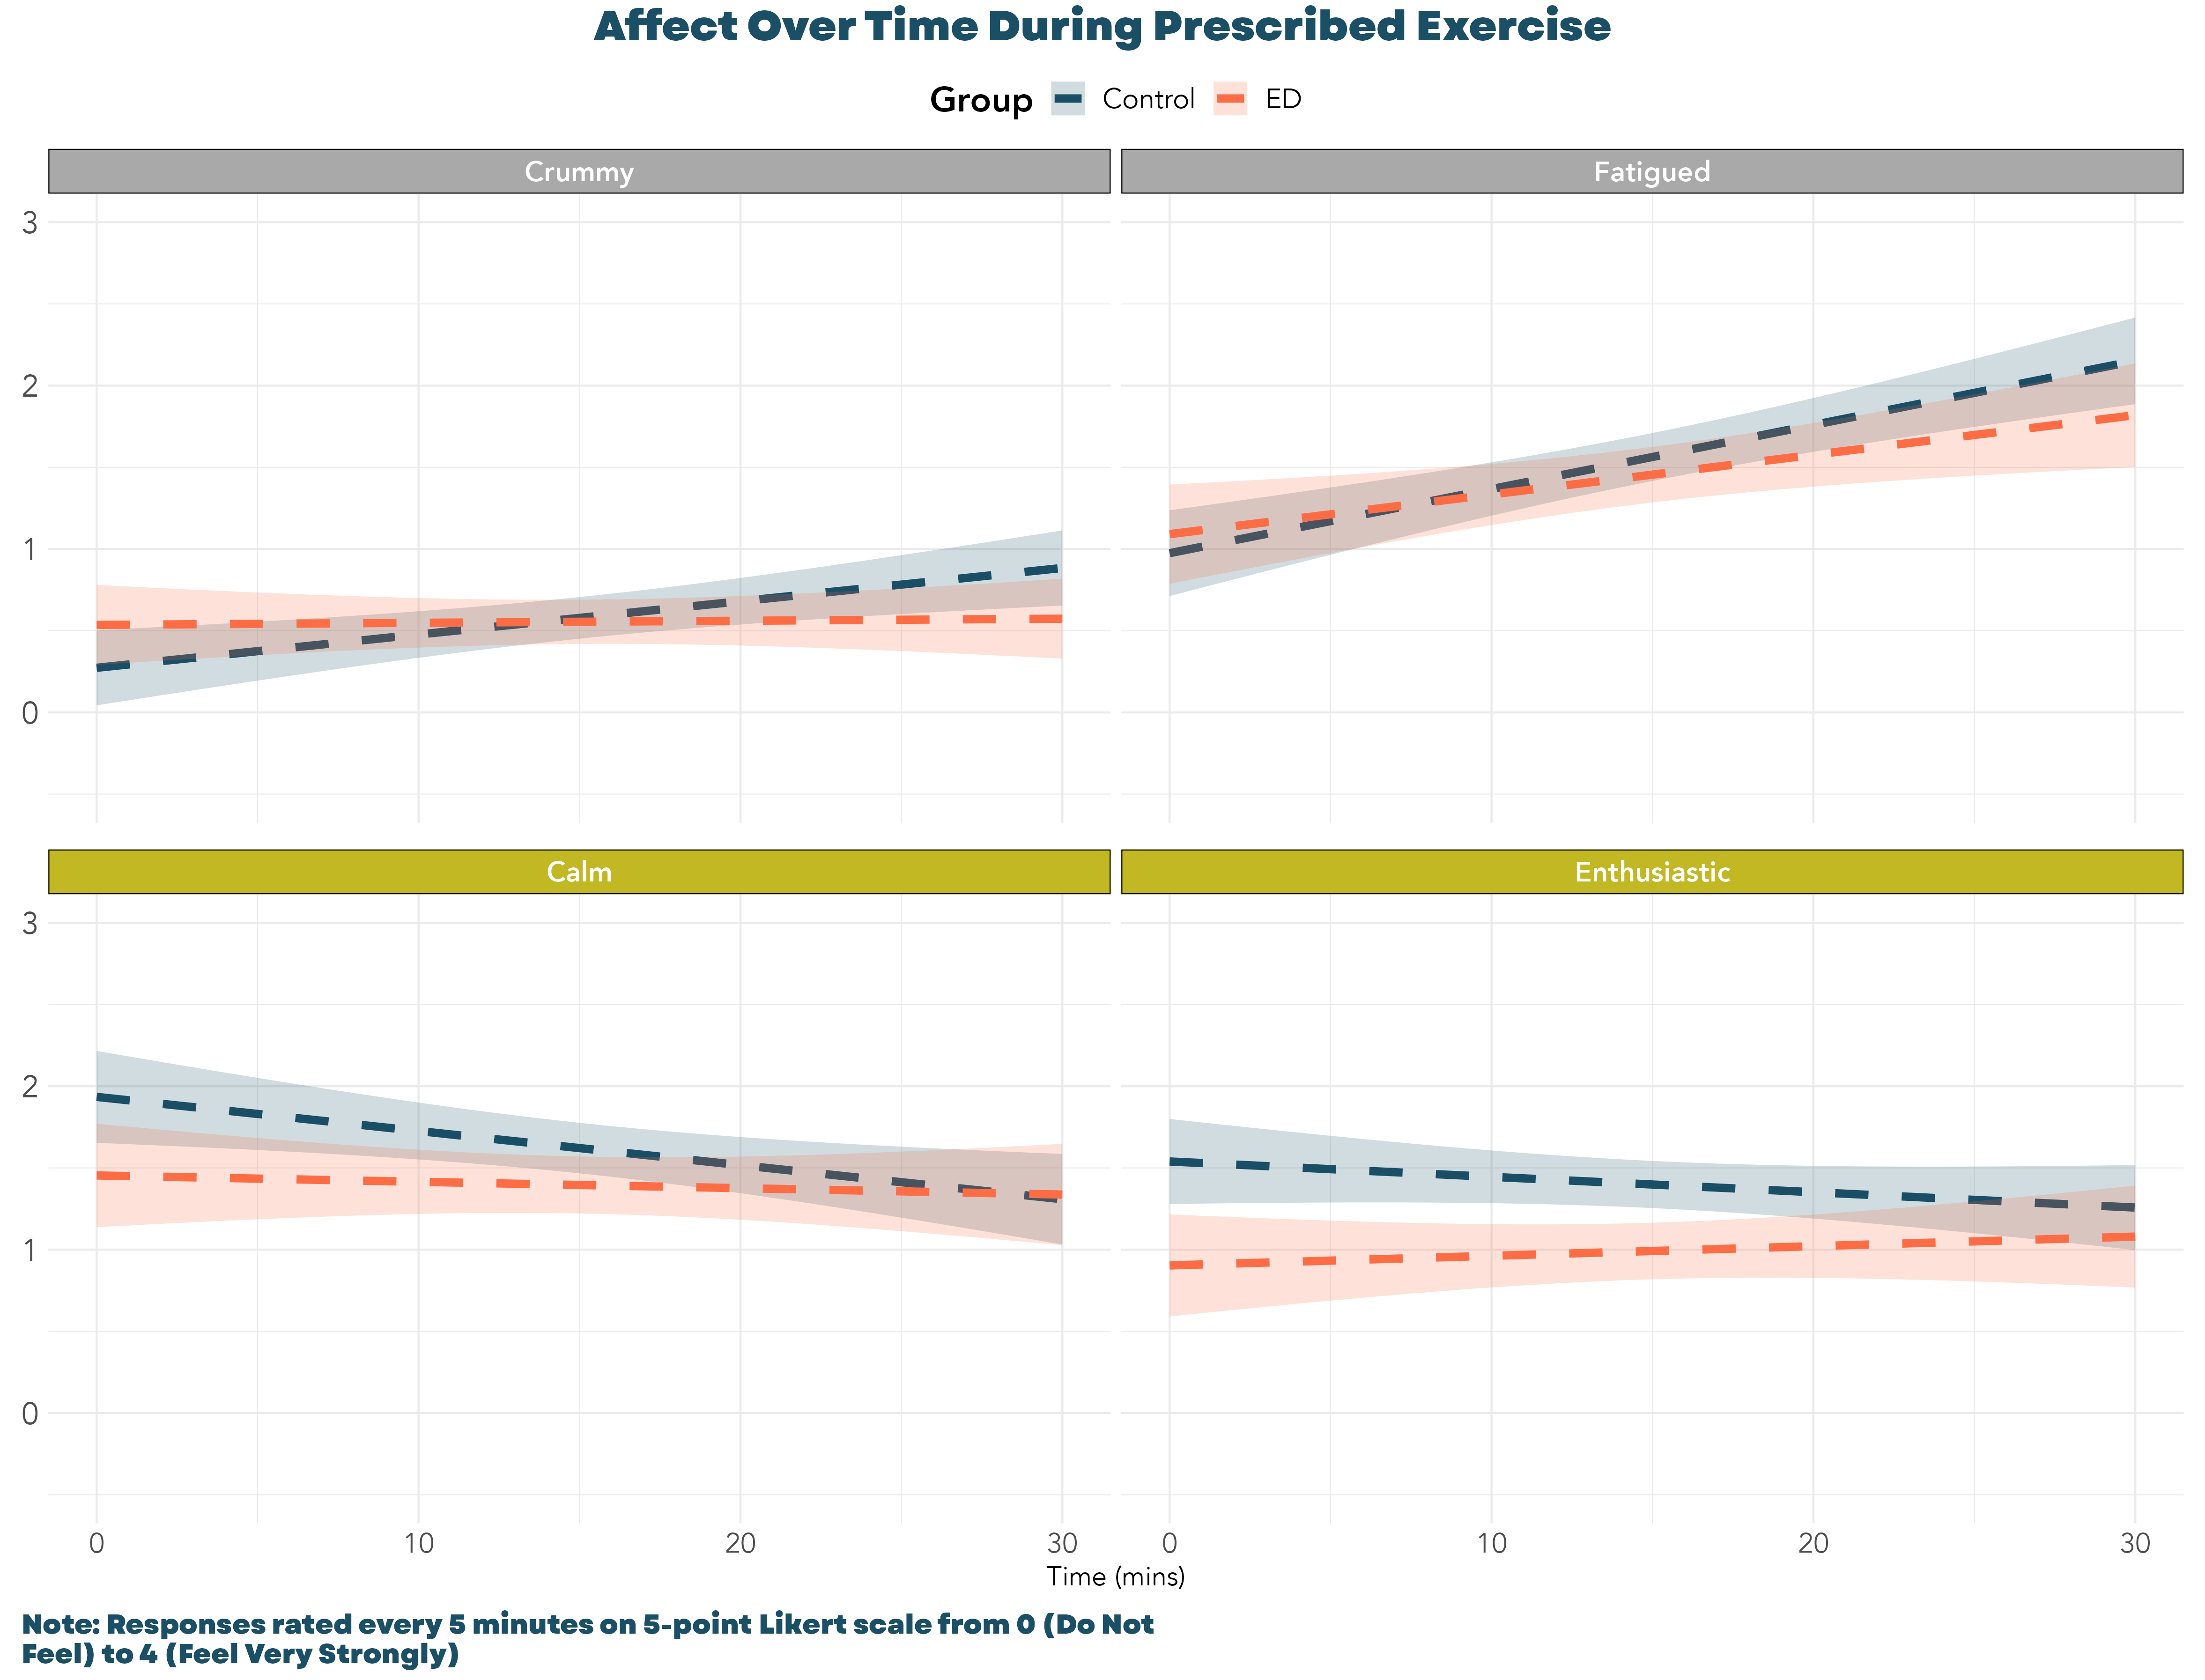 Affect Over Time During Prescribed Exercise
Group Control ED
Crummy Fatigued
3
2
1
0
Calm Enthusiastic
3
2
1
0
0 10 20 30 0 10 20 30
Time (mins)
Note: Responses rated every 5 minutes on 5-point Likert scale from 0 (Do Not
Feel) to 4 (Feel Very Strongly)